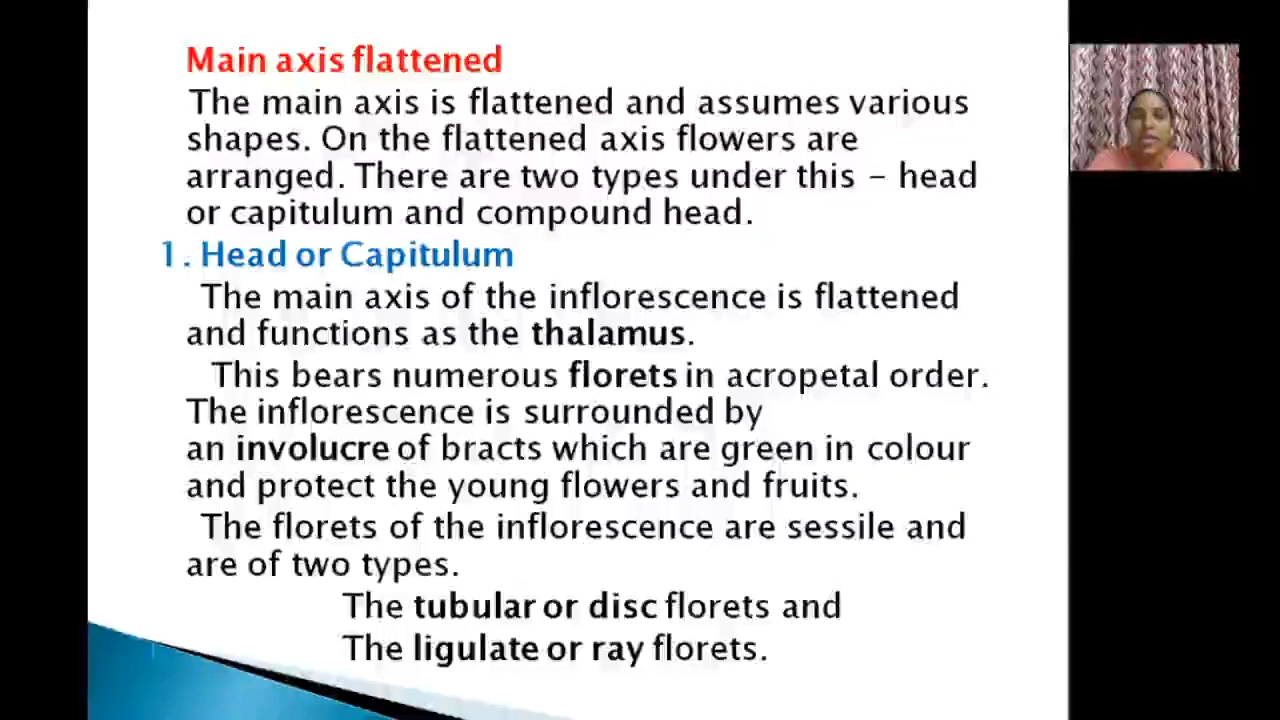 Main axis flattened
The main axis is flattened and assumes various
shapes. On the flattened axis flowers are
arranged. There are two types under this – head
or capitulum and compound head.
1. Head or Capitulum
The main axis of the inflorescence is flattened
and functions as the thalamus.
This bears numerous florets in acropetal order.
The inflorescence is surrounded by
an involucre of bracts which are green in colour
and protect the young flowers and fruits.
The florets of the inflorescence are sessile and
are of two types.
The tubular or disc florets and
The ligulate or ray florets.